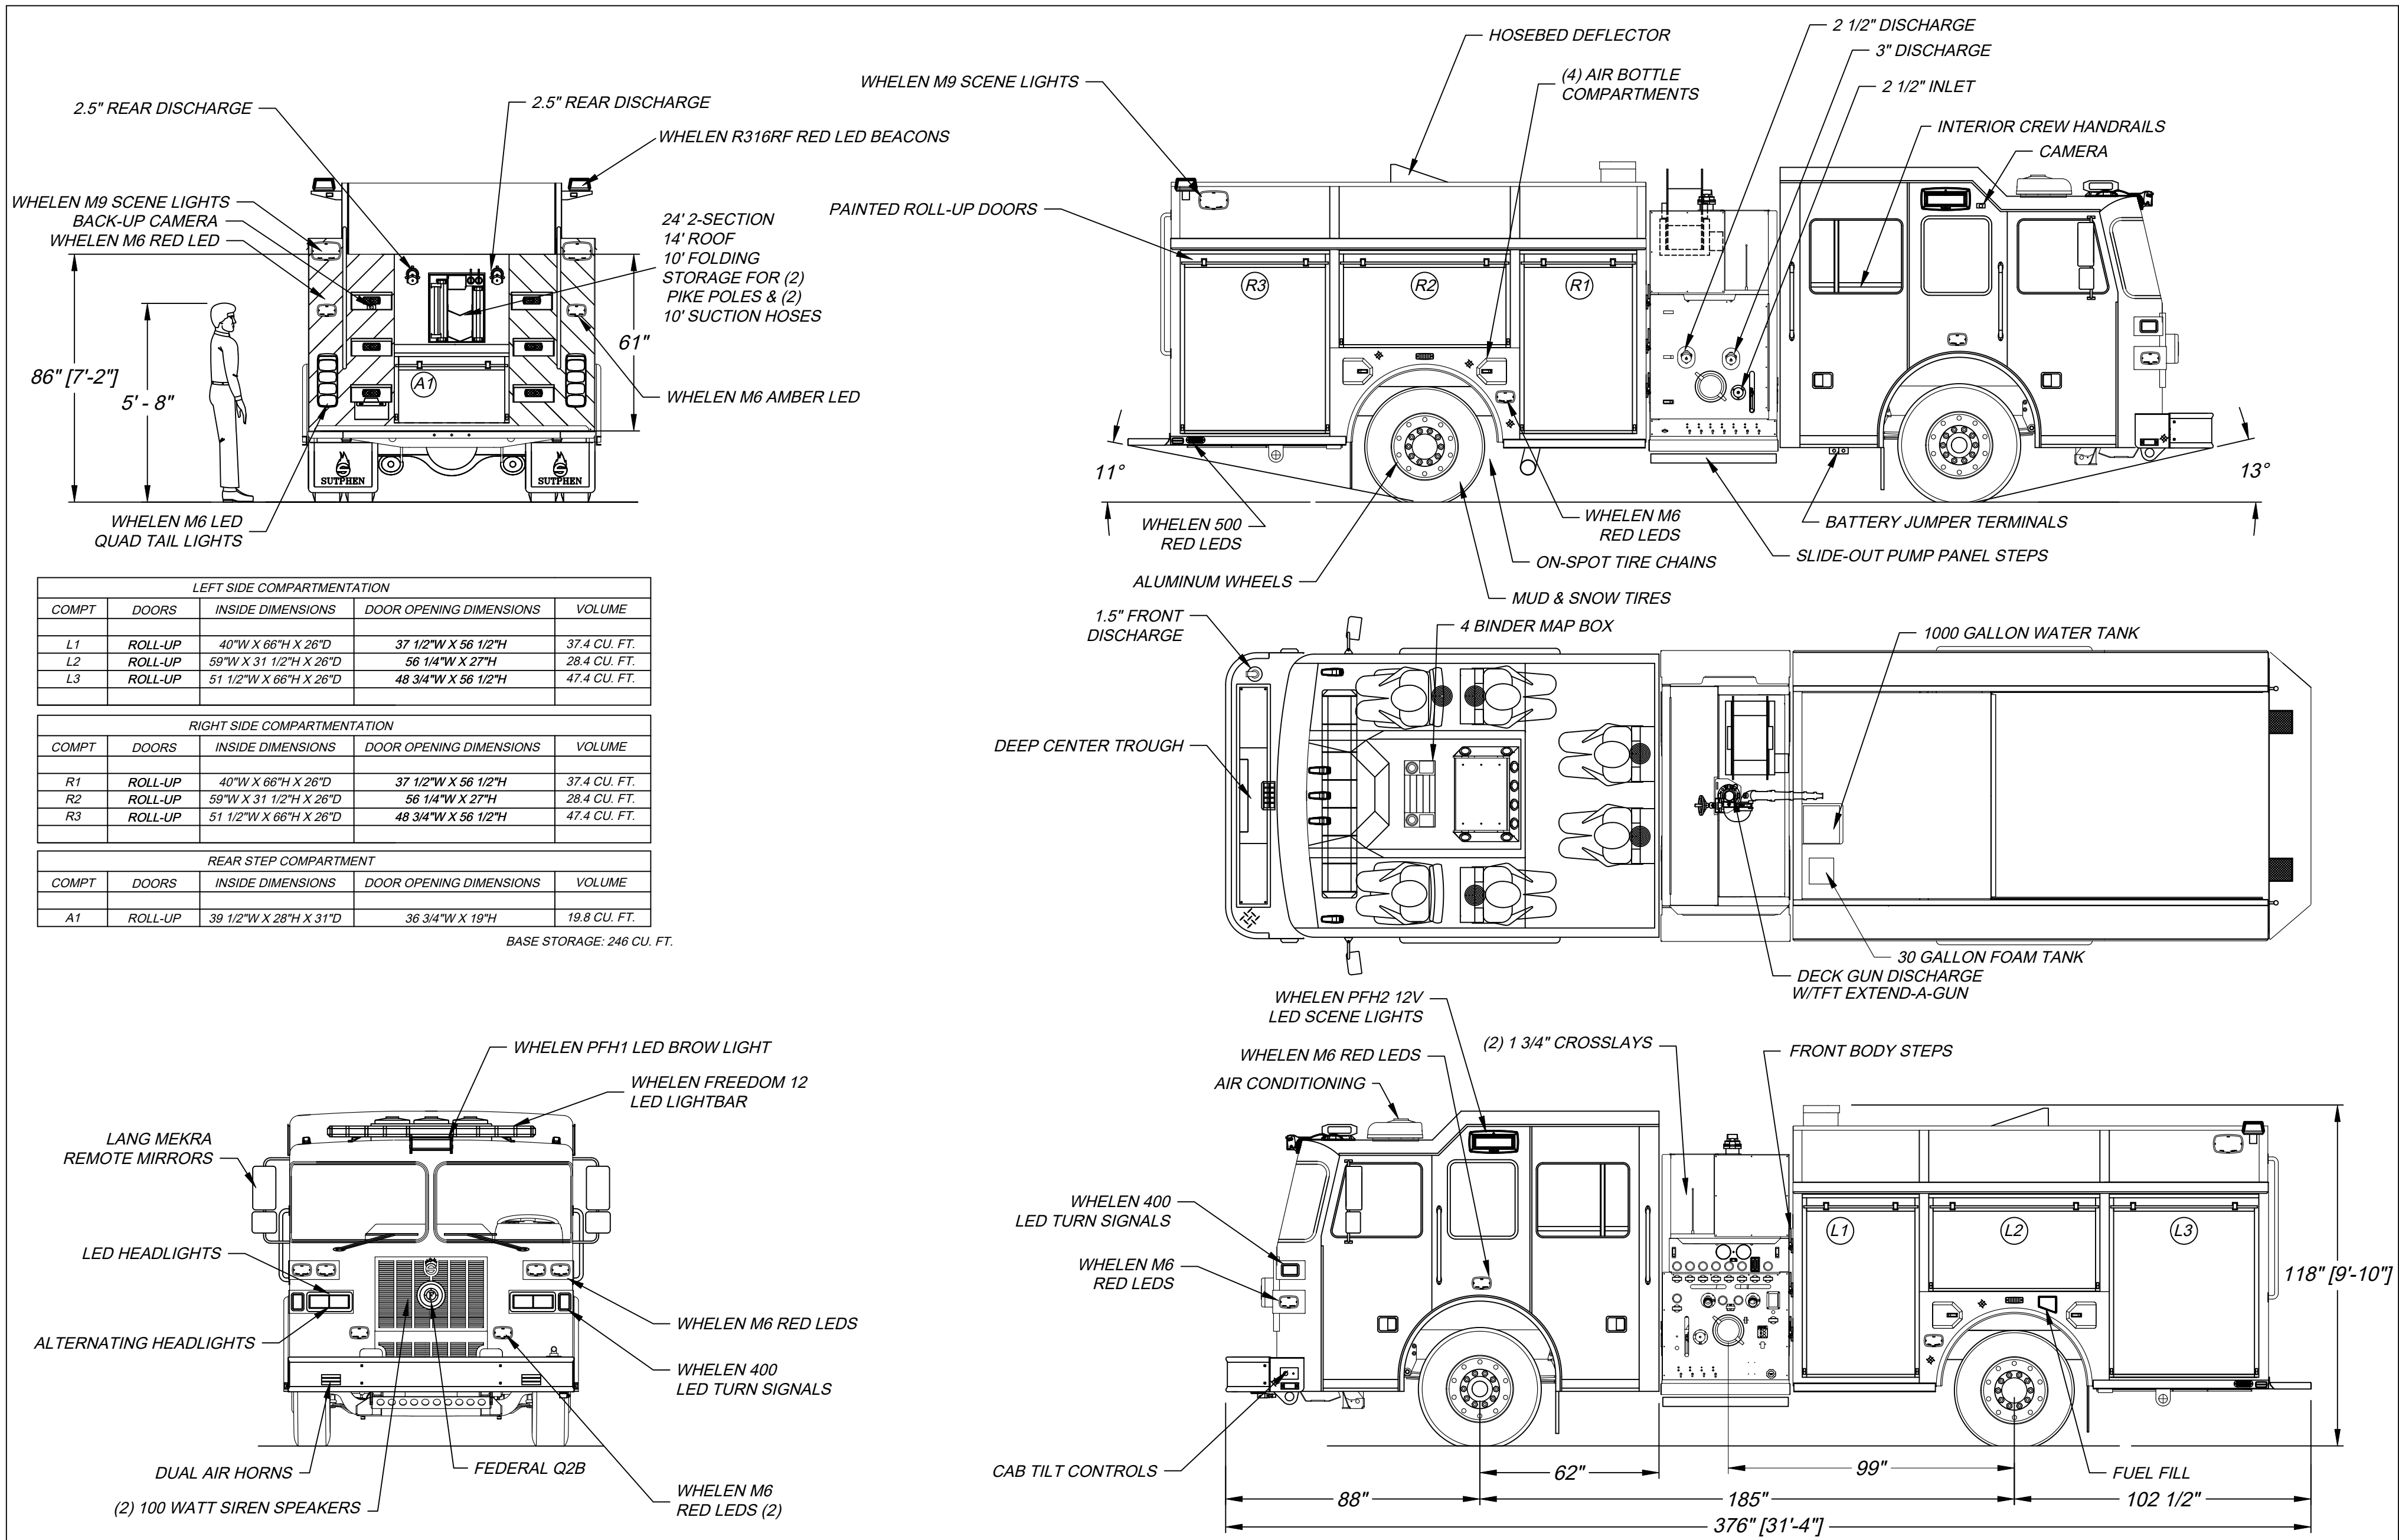 2.5" REAR DISCHARGE
2.5" REAR DISCHARGE
WHELEN R316RF RED LED BEACONS
WHELEN M9 SCENE LIGHTS
BACK-UP CAMERA
WHELEN M6 RED LED
24' 2-SECTION
14' ROOF
10' FOLDING
STORAGE FOR (2)
PIKE POLES & (2)
10' SUCTION HOSES
86" [7'-2"]
5' - 8"
61"
A1
WHELEN M6 AMBER LED
SUTPHEN
SUTPHEN
WHELEN M6 LED
QUAD TAIL LIGHTS
HOSEBED DEFLECTOR
2 1/2" DISCHARGE
3" DISCHARGE
WHELEN M9 SCENE LIGHTS
(4) AIR BOTTLE
COMPARTMENTS
2 1/2" INLET
INTERIOR CREW HANDRAILS
CAMERA
PAINTED ROLL-UP DOORS
R3
R2
R1
11°
13°
WHELEN 500
RED LEDS
WHELEN M6
RED LEDS
BATTERY JUMPER TERMINALS
ON-SPOT TIRE CHAINS
SLIDE-OUT PUMP PANEL STEPS
ALUMINUM WHEELS
MUD & SNOW TIRES
LEFT SIDE COMPARTMENTATION
COMPT DOORS INSIDE DIMENSIONS DOOR OPENING DIMENSIONS VOLUME
L1 ROLL-UP 40"W X 66"H X 26"D 37 1/2"W X 56 1/2"H 37.4 CU. FT.
L2 ROLL-UP 59"W X 31 1/2"H X 26"D 56 1/4"W X 27"H 28.4 CU. FT.
L3 ROLL-UP 51 1/2"W X 66"H X 26"D 48 3/4"W X 56 1/2"H 47.4 CU. FT.
RIGHT SIDE COMPARTMENTATION
COMPT DOORS INSIDE DIMENSIONS DOOR OPENING DIMENSIONS VOLUME
R1 ROLL-UP 40"W X 66"H X 26"D 37 1/2"W X 56 1/2"H 37.4 CU. FT.
R2 ROLL-UP 59"W X 31 1/2"H X 26"D 56 1/4"W X 27"H 28.4 CU. FT.
R3 ROLL-UP 51 1/2"W X 66"H X 26"D 48 3/4"W X 56 1/2"H 47.4 CU. FT.
REAR STEP COMPARTMENT
COMPT DOORS INSIDE DIMENSIONS DOOR OPENING DIMENSIONS VOLUME
A1 ROLL-UP 39 1/2"W X 28"H X 31"D 36 3/4"W X 19"H 19.8 CU. FT.
BASE STORAGE: 246 CU. FT.
1.5" FRONT
DISCHARGE
4 BINDER MAP BOX
1000 GALLON WATER TANK
DEEP CENTER TROUGH
30 GALLON FOAM TANK
DECK GUN DISCHARGE
W/TFT EXTEND-A-GUN
WHELEN PFH1 LED BROW LIGHT
WHELEN FREEDOM 12
LED LIGHTBAR
LANG MEKRA
REMOTE MIRRORS
LED HEADLIGHTS
ALTERNATING HEADLIGHTS
WHELEN M6 RED LEDS
WHELEN 400
LED TURN SIGNALS
DUAL AIR HORNS
FEDERAL Q2B
(2) 100 WATT SIREN SPEAKERS
WHELEN M6
RED LEDS (2)
WHELEN PFH2 12V
LED SCENE LIGHTS
WHELEN M6 RED LEDS
AIR CONDITIONING
(2) 1 3/4" CROSSLAYS
FRONT BODY STEPS
WHELEN 400
LED TURN SIGNALS
WHELEN M6
RED LEDS
L1
L2
L3
118" [9'-10"]
CAB TILT CONTROLS
FUEL FILL
62"
99"
88"
185"
102 1/2"
376" [31'-4"]